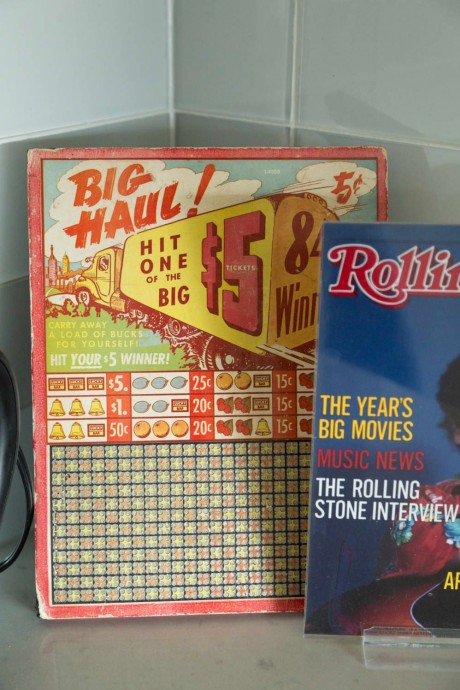 BIG
HAUL!
5¢
HIT
ONE
OF THE
BIG
$5
TICKETS
84
Winn
CARRY AWAY
A LOAD OF BUCKS
FOR YOURSELF!
HIT YOUR $5 WINNER!
$5. 25¢ 15¢
$1. 20¢ 15¢
50¢ 20¢ 15¢
Rollin
THE YEAR'S
BIG MOVIES
MUSIC NEWS
THE ROLLING
STONE INTERVIEW
AF